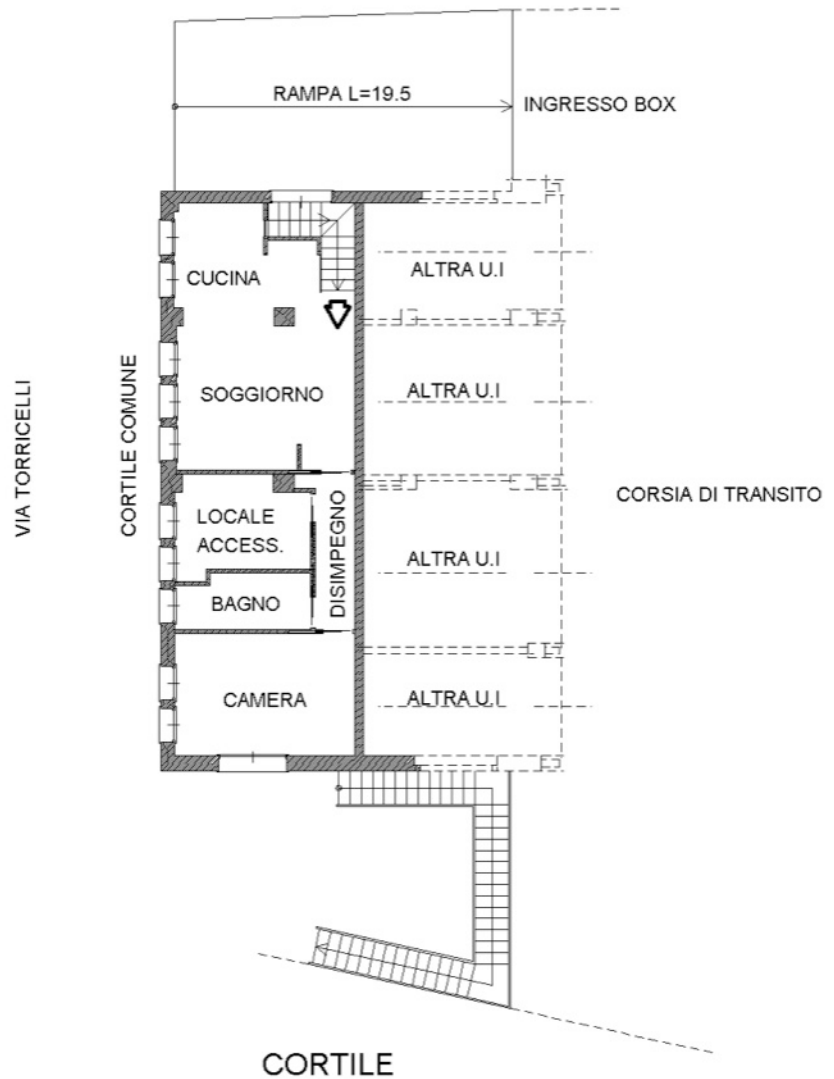 RAMPA L=19.5
INGRESSO BOX
CUCINA
ALTRA U.I
SOGGIORNO
ALTRA U.I
VIA TORRICELLI
CORTILE COMUNE
CORSIA DI TRANSITO
LOCALE
ACCESS.
DISIMPEGNO
ALTRA U.I
BAGNO
CAMERA
ALTRA U.I
CORTILE